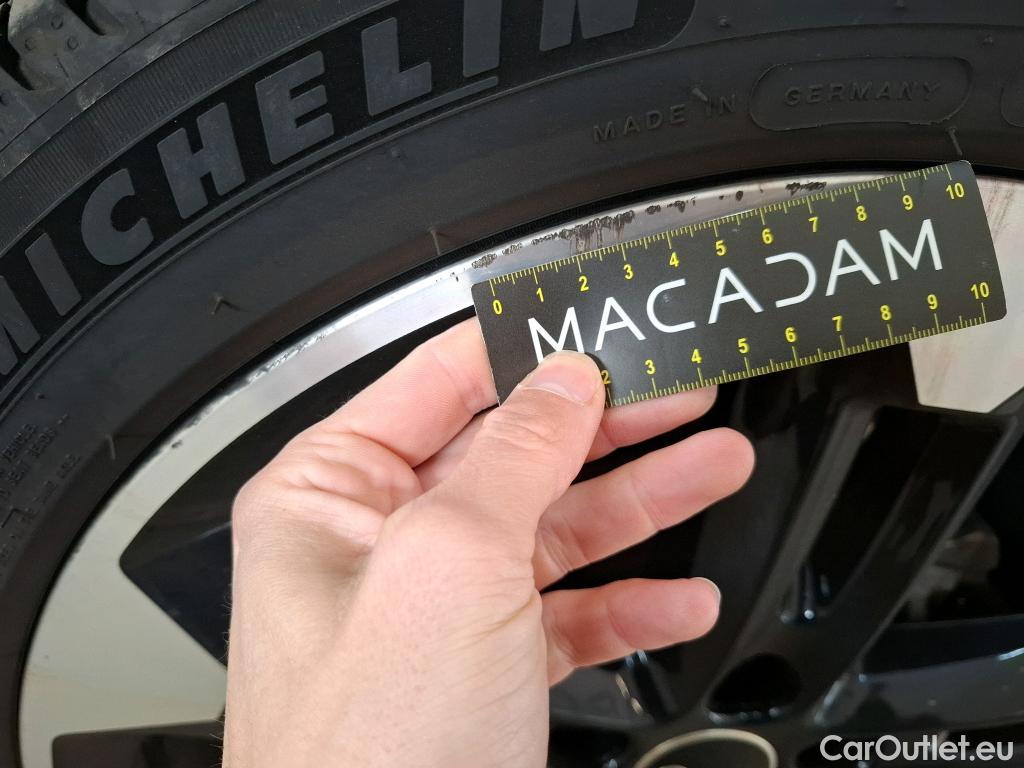 MICHELIN
MADE IN GERMANY
0 1 2 3 4 5 6 7 8 9 10
MACADAM
2 3 4 5 6 7 8 9 10
CarOutlet.eu